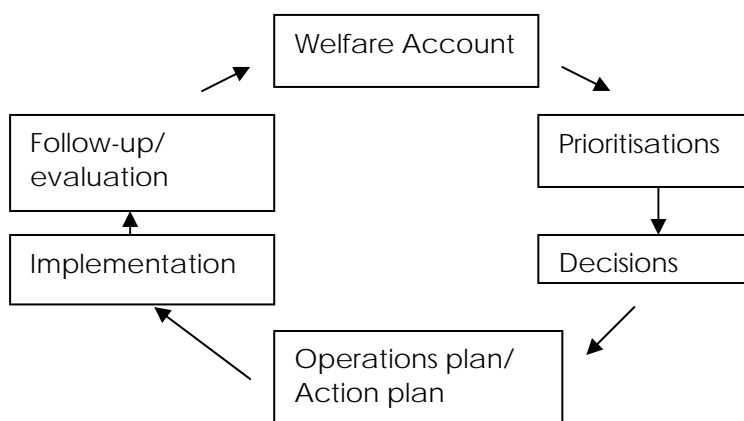 Welfare Account
Prioritisations
Decisions
Operations plan/
Action plan
Implementation
Follow-up/
evaluation